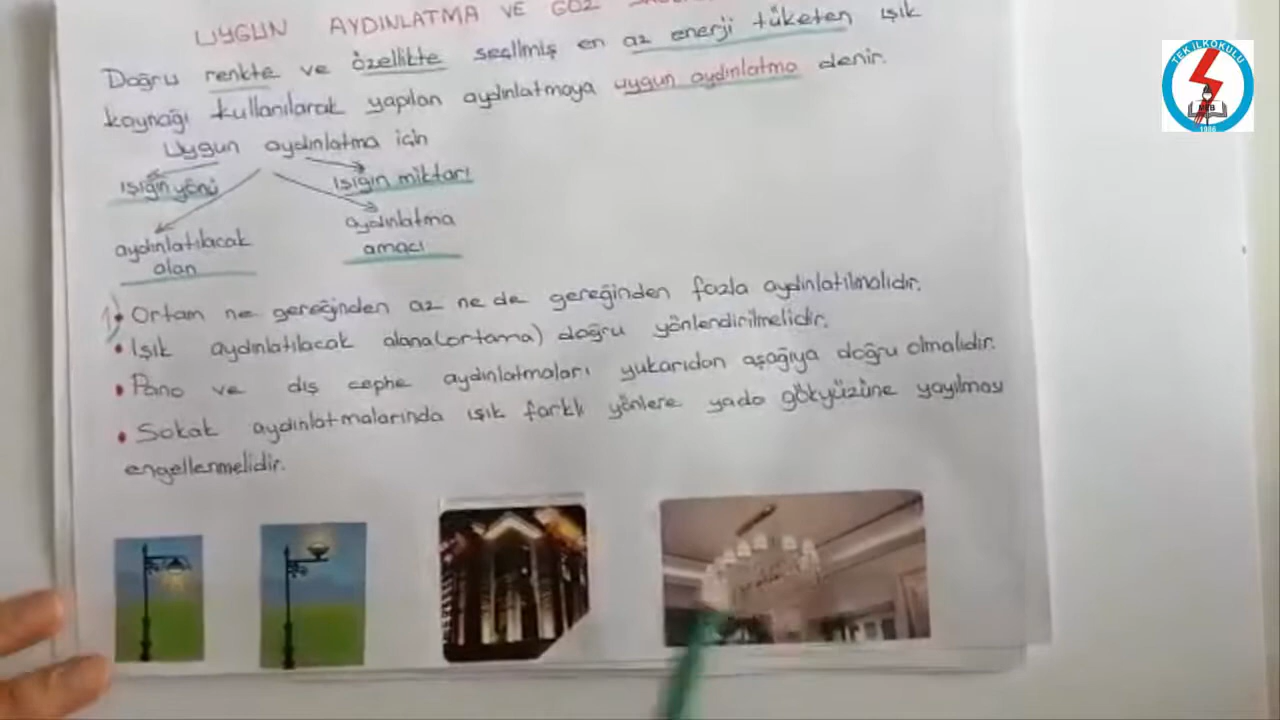 UYGUN AYDINLATMA VE GÖZ
Doğru renkte ve özellikte seçilmiş en az enerji tüketen ışık
kaynağı kullanılarak yapılan aydınlatmaya uygun aydınlatma denir.
Uygun aydınlatma için
ışığın yönü
ışığın miktarı
aydınlatılacak
alan
aydınlatma
amacı
Ortam ne gereğinden az ne de gereğinden fazla aydınlatılmalıdır.
• Işık aydınlatılacak alana(ortama) doğru yönlendirilmelidir.
• Pano ve dış cephe aydınlatmaları yukarıdan aşağıya doğru olmalıdır.
• Sokak aydınlatmalarında ışık farklı yönlere yada gökyüzüne yayılması
engellenmelidir.
TEK İLKOKULU
MEB
1986